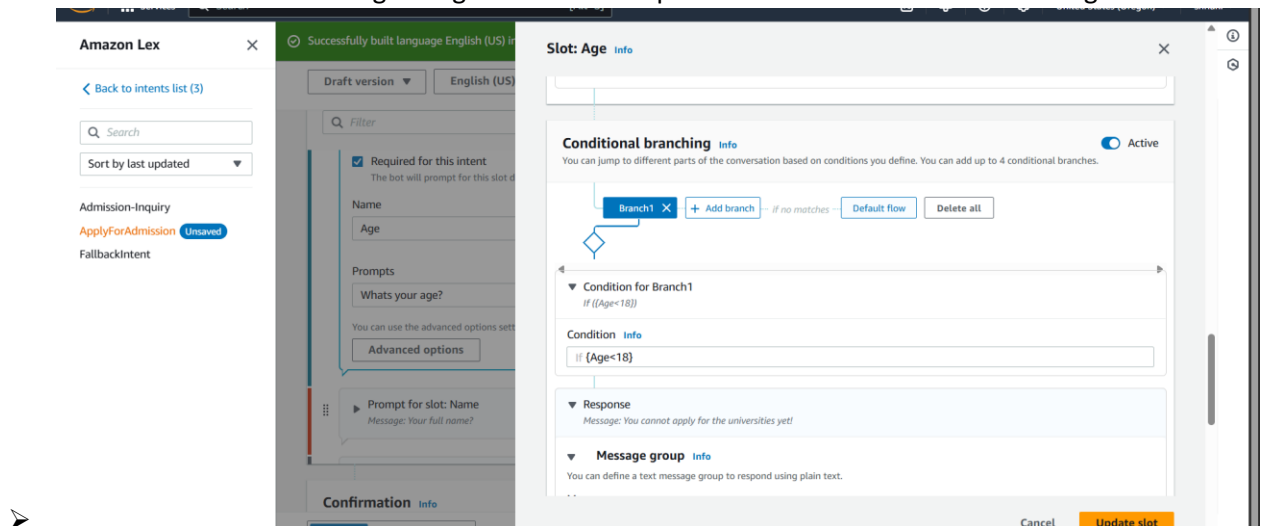 Amazon Lex
Back to intents list (3)
Search
Sort by last updated
Admission-Inquiry
ApplyForAdmission Unsaved
FallbackIntent
Successfully built language English (US) in
Draft version
English (US)
Filter
Required for this intent
The bot will prompt for this slot d
Name
Age
Prompts
Whats your age?
You can use the advanced options sett
Advanced options
Prompt for slot: Name
Message: Your full name?
Confirmation Info
Slot: Age Info
Conditional branching Info
Active
You can jump to different parts of the conversation based on conditions you define. You can add up to 4 conditional branches.
Branch1 + Add branch if no matches Default flow Delete all
Condition for Branch1
If ({Age<18})
Condition Info
If {Age<18}
Response
Message: You cannot apply for the universities yet!
Message group Info
You can define a text message group to respond using plain text.
Cancel Update slot